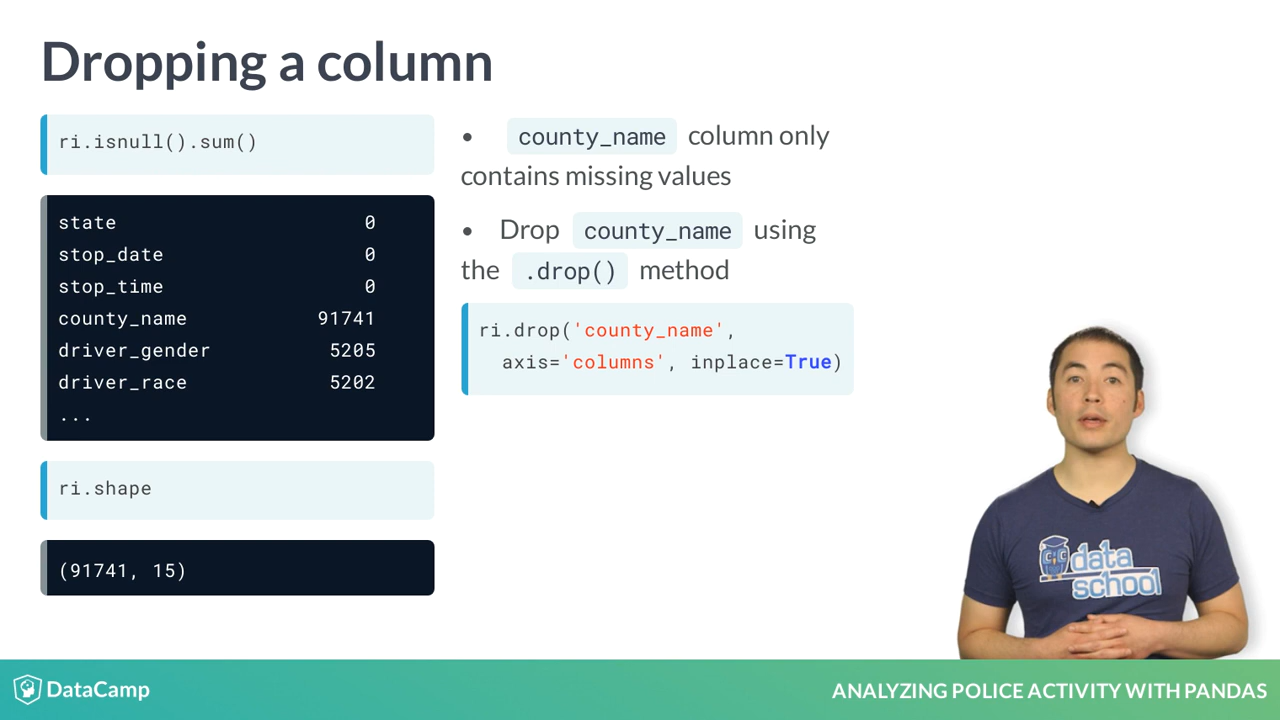 Dropping a column
ri.isnull().sum()
state 0
stop_date 0
stop_time 0
county_name 91741
driver_gender 5205
driver_race 5202
...
ri.shape
(91741, 15)
• county_name column only
contains missing values
• Drop county_name using
the .drop() method
ri.drop('county_name',
axis='columns', inplace=True)
data
school
DataCamp
ANALYZING POLICE ACTIVITY WITH PANDAS